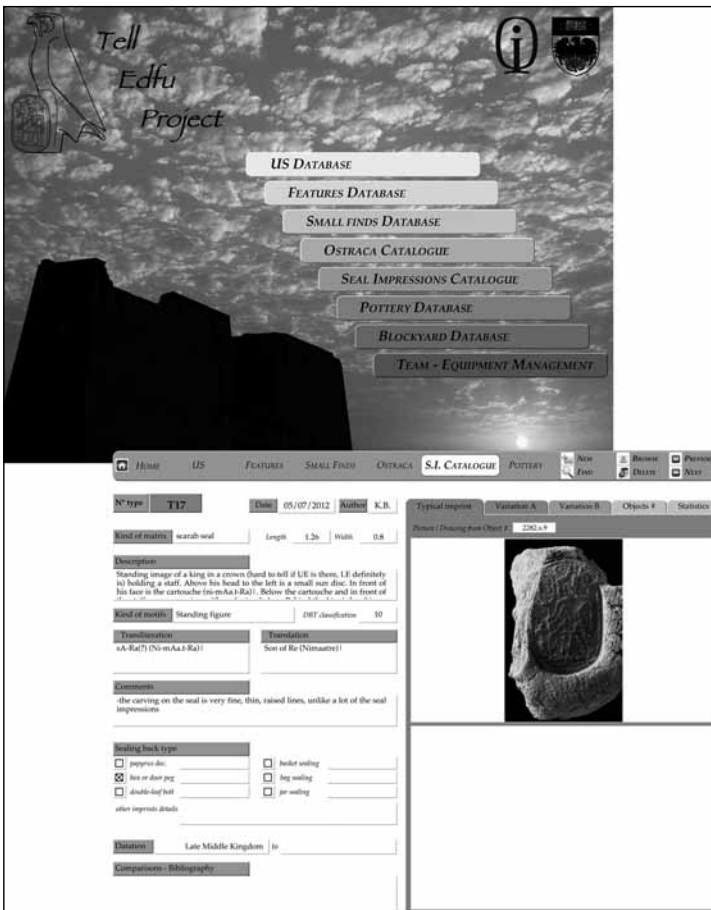 Tell
Edfu
Project
OI
US DATABASE
FEATURES DATABASE
SMALL FINDS DATABASE
OSTRACA CATALOGUE
SEAL IMPRESSIONS CATALOGUE
POTTERY DATABASE
BLOCKYARD DATABASE
TEAM - EQUIPMENT MANAGEMENT
HOME US FEATURES SMALL FINDS OSTRACA S.I. CATALOGUE POTTERY NEW BROWSE PREVIOU
FIND DELETE NEXT
N° type T17 Date 05/07/2012 Author K.B.
Typical imprint Variation A Variation B Objects # Statistics
Picture / Drawing from Object # 2282.s.9
Kind of matrix scarab seal Length 1.26 Width 0.8
Description
Standing image of a king in a crown (hard to tell if UE is there, LE definitely
is) holding a staff. Above his head to the left is a small sun disc. In front of
his face is the cartouche (ni-mAa.t-Ra)|. Below the cartouche and in front of
Kind of motifs Standing figure DBT classification 10
Transliteration Translation
sA-Ra(?) (Ni-mAa.t-Ra)| Son of Re (Nimaatre)|
Comments
-the carving on the seal is very fine, thin, raised lines, unlike a lot of the seal
impressions
Sealing back type
papyrus doc. basket sealing
box or door peg bag sealing
double-leaf bolt jar sealing
other imprints details
Datation Late Middle Kingdom to
Comparisons - Bibliography